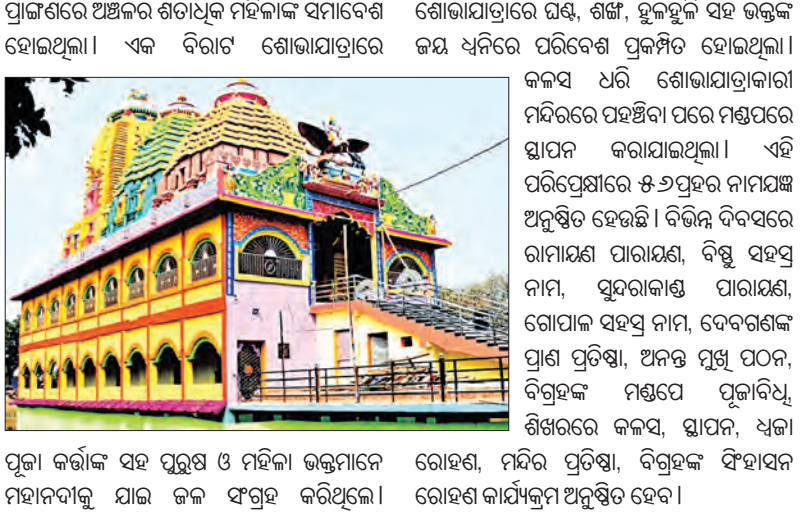 ପ୍ରାଙ୍ଗଣରେ ଅଞ୍ଚଳର ଶତାଧିକ ମହିଳାଙ୍କ ସମାବେଶ
ହୋଇଥିଲା। ଏକ ବିରାଟ ଶୋଭାଯାତ୍ରାରେ
ପୂଜା କର୍ତ୍ତାଙ୍କ ସହ ପୁରୁଷ ଓ ମହିଳା ଭକ୍ତମାନେ
ମହାନଦୀକୁ ଯାଇ ଜଳ ସଂଗ୍ରହ କରିଥିଲେ।
ଶୋଭାଯାତ୍ରାରେ ଘଣ୍ଟ, ଶଙ୍ଖ, ହୁଳହୁଳି ସହ ଭକ୍ତଙ୍କ
ଜୟ ଧ୍ୱନିରେ ପରିବେଶ ପ୍ରକମ୍ପିତ ହୋଇଥିଲା।
କଳସ ଧରି ଶୋଭାଯାତ୍ରାକାରୀ
ମନ୍ଦିରରେ ପହଞ୍ଚିବା ପରେ ମଣ୍ଡପରେ
ସ୍ଥାପନ କରାଯାଇଥିଲା। ଏହି
ପରିପ୍ରେକ୍ଷୀରେ ୫୬ପ୍ରହର ନାମଯଜ୍ଞ
ଅନୁଷ୍ଠିତ ହେଉଛି। ବିଭିନ୍ନ ଦିବସରେ
ରାମାୟଣ ପାରାୟଣ, ବିଷ୍ଣୁ ସହସ୍ର
ନାମ, ସୁନ୍ଦରାକାଣ୍ଡ ପାରାୟଣ,
ଗୋପାଳ ସହସ୍ର ନାମ, ଦେବଗଣଙ୍କ
ପ୍ରାଣ ପ୍ରତିଷ୍ଠା, ଅନନ୍ତ ମୁଖି ପଠନ,
ବିଗ୍ରହଙ୍କ ମଣ୍ଡପେ ପୂଜାବିଧି,
ଶିଖରରେ କଳସ, ସ୍ଥାପନ, ଧ୍ୱଜା
ରୋହଣ, ମନ୍ଦିର ପ୍ରତିଷ୍ଠା, ବିଗ୍ରହଙ୍କ ସିଂହାସନ
ରୋହଣ କାର୍ଯ୍ୟକ୍ରମ ଅନୁଷ୍ଠିତ ହେବ।